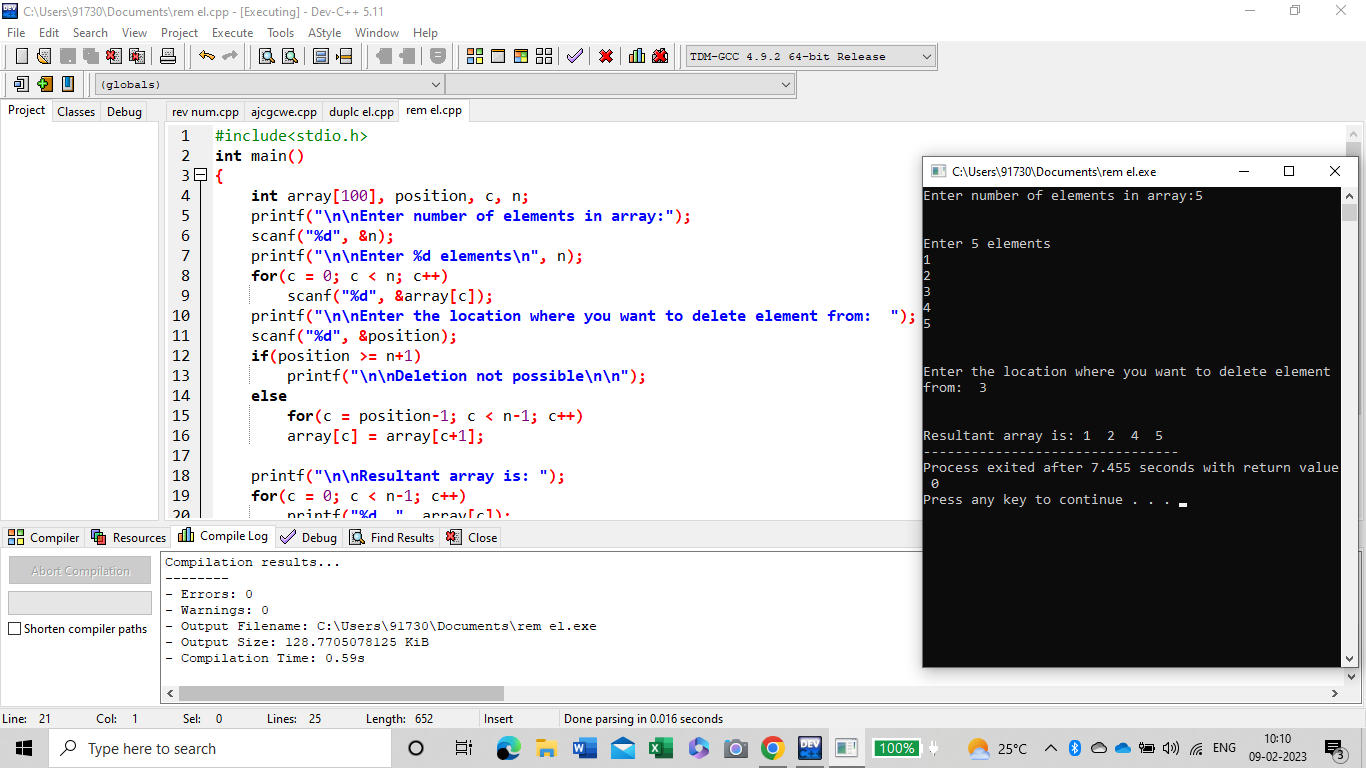 C:\Users\91730\Documents\rem el.cpp - [Executing] - Dev-C++ 5.11
File Edit Search View Project Execute Tools AStyle Window Help
TDM-GCC 4.9.2 64-bit Release
(globals)
Project Classes Debug
rev num.cpp ajcgcwe.cpp duplc el.cpp rem el.cpp
1 #include<stdio.h>
2 int main()
3 {
4 int array[100], position, c, n;
5 printf("\n\nEnter number of elements in array:");
6 scanf("%d", &n);
7 printf("\n\nEnter %d elements\n", n);
8 for(c = 0; c < n; c++)
9 scanf("%d", &array[c]);
10 printf("\n\nEnter the location where you want to delete element from:  ");
11 scanf("%d", &position);
12 if(position >= n+1)
13 printf("\n\nDeletion not possible\n\n");
14 else
15 for(c = position-1; c < n-1; c++)
16 array[c] = array[c+1];
17
18 printf("\n\nResultant array is: ");
19 for(c = 0; c < n-1; c++)
20 printf("%d  ", array[c]);
C:\Users\91730\Documents\rem el.exe
Enter number of elements in array:5
Enter 5 elements
1
2
3
4
5
Enter the location where you want to delete element
from:  3
Resultant array is: 1  2  4  5
--------------------------------
Process exited after 7.455 seconds with return value
0
Press any key to continue . . .
Compiler Resources Compile Log Debug Find Results Close
Abort Compilation
Shorten compiler paths
Compilation results...
--------
- Errors: 0
- Warnings: 0
- Output Filename: C:\Users\91730\Documents\rem el.exe
- Output Size: 128.7705078125 KiB
- Compilation Time: 0.59s
Line: 21 Col: 1 Sel: 0 Lines: 25 Length: 652 Insert Done parsing in 0.016 seconds
Type here to search
DEV
100%
25°C
ENG
10:10
09-02-2023
3